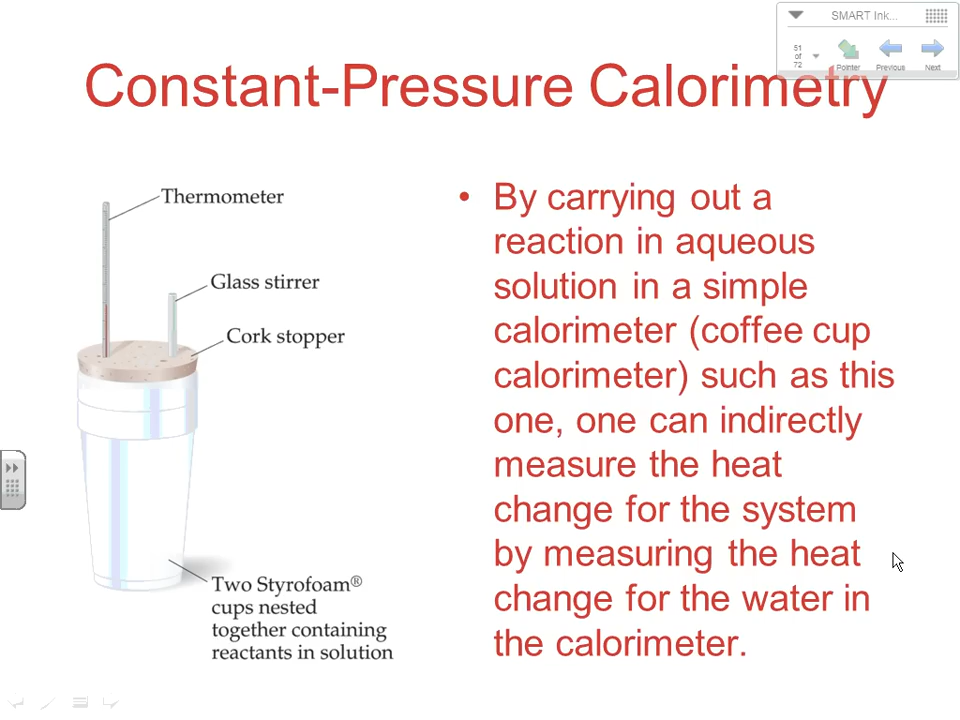 SMART Ink...
51
of
72
Pointer
Previous
Next
Constant-Pressure Calorimetry
Thermometer
Glass stirrer
Cork stopper
Two Styrofoam®
cups nested
together containing
reactants in solution
• By carrying out a
reaction in aqueous
solution in a simple
calorimeter (coffee cup
calorimeter) such as this
one, one can indirectly
measure the heat
change for the system
by measuring the heat
change for the water in
the calorimeter.